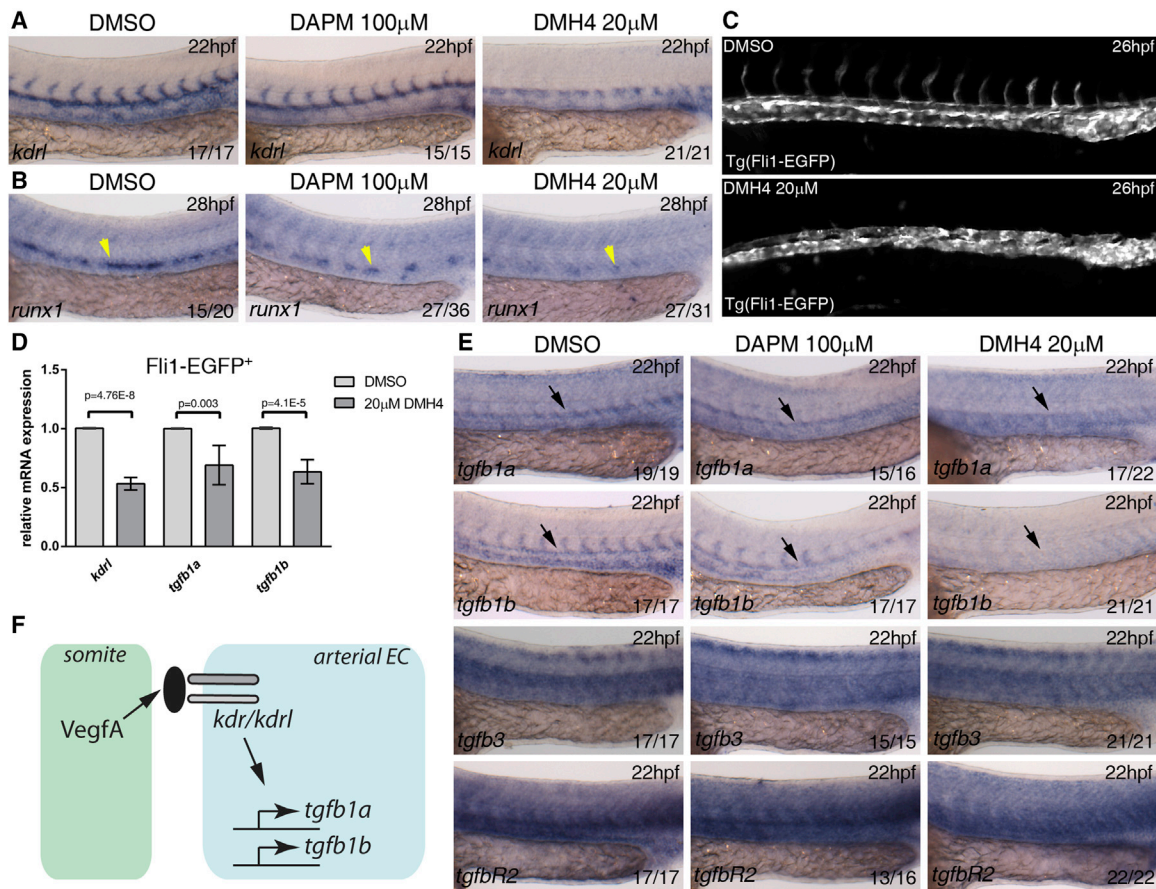 A
DMSO
DAPM 100μM
DMH4 20μM
22hpf
22hpf
22hpf
kdrl
17/17
kdrl
15/15
kdrl
21/21
B
DMSO
DAPM 100μM
DMH4 20μM
28hpf
28hpf
28hpf
runx1
15/20
runx1
27/36
runx1
27/31
C
DMSO
26hpf
Tg(Fli1-EGFP)
DMH4 20μM
26hpf
Tg(Fli1-EGFP)
D
Fli1-EGFP+
relative mRNA expression
1.5
1.0
0.5
0.0
p=4.76E-8
p=0.003
p=4.1E-5
DMSO
20μM DMH4
kdrl
tgfb1a
tgfb1b
E
DMSO
DAPM 100μM
DMH4 20μM
22hpf
22hpf
22hpf
tgfb1a
19/19
tgfb1a
15/16
tgfb1a
17/22
22hpf
22hpf
22hpf
tgfb1b
17/17
tgfb1b
17/17
tgfb1b
21/21
22hpf
22hpf
22hpf
tgfb3
17/17
tgfb3
15/15
tgfb3
21/21
22hpf
22hpf
22hpf
tgfbR2
17/17
tgfbR2
13/16
tgfbR2
22/22
F
somite
arterial EC
VegfA
kdr/kdrl
tgfb1a
tgfb1b